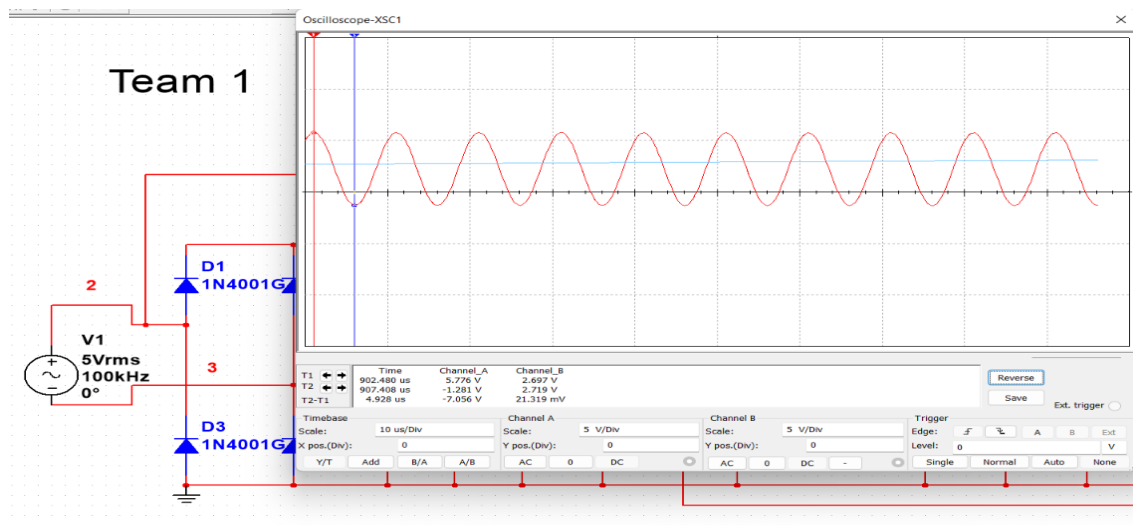 Oscilloscope-XSC1
Team 1
2
D1
1N4001G
V1
5Vrms
100kHz
0°
3
D3
1N4001G
Time Channel_A Channel_B
T1 902.480 us 5.776 V 2.697 V
T2 907.408 us -1.281 V 2.719 V
T2-T1 4.928 us -7.056 V 21.319 mV
Reverse
Save
Ext. trigger
Timebase
Scale: 10 us/Div
X pos.(Div): 0
Y/T Add B/A A/B
Channel A
Scale: 5 V/Div
Y pos.(Div): 0
AC 0 DC
Channel B
Scale: 5 V/Div
Y pos.(Div): 0
AC 0 DC -
Trigger
Edge: A B Ext
Level: 0 V
Single Normal Auto None